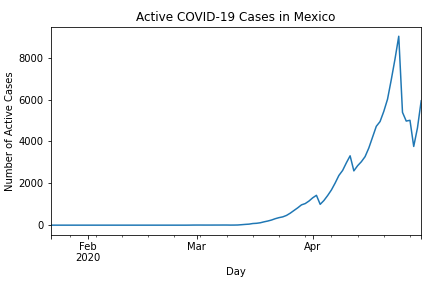 Active COVID-19 Cases in Mexico
Number of Active Cases
8000
6000
4000
2000
0
Feb
2020
Mar
Apr
Day